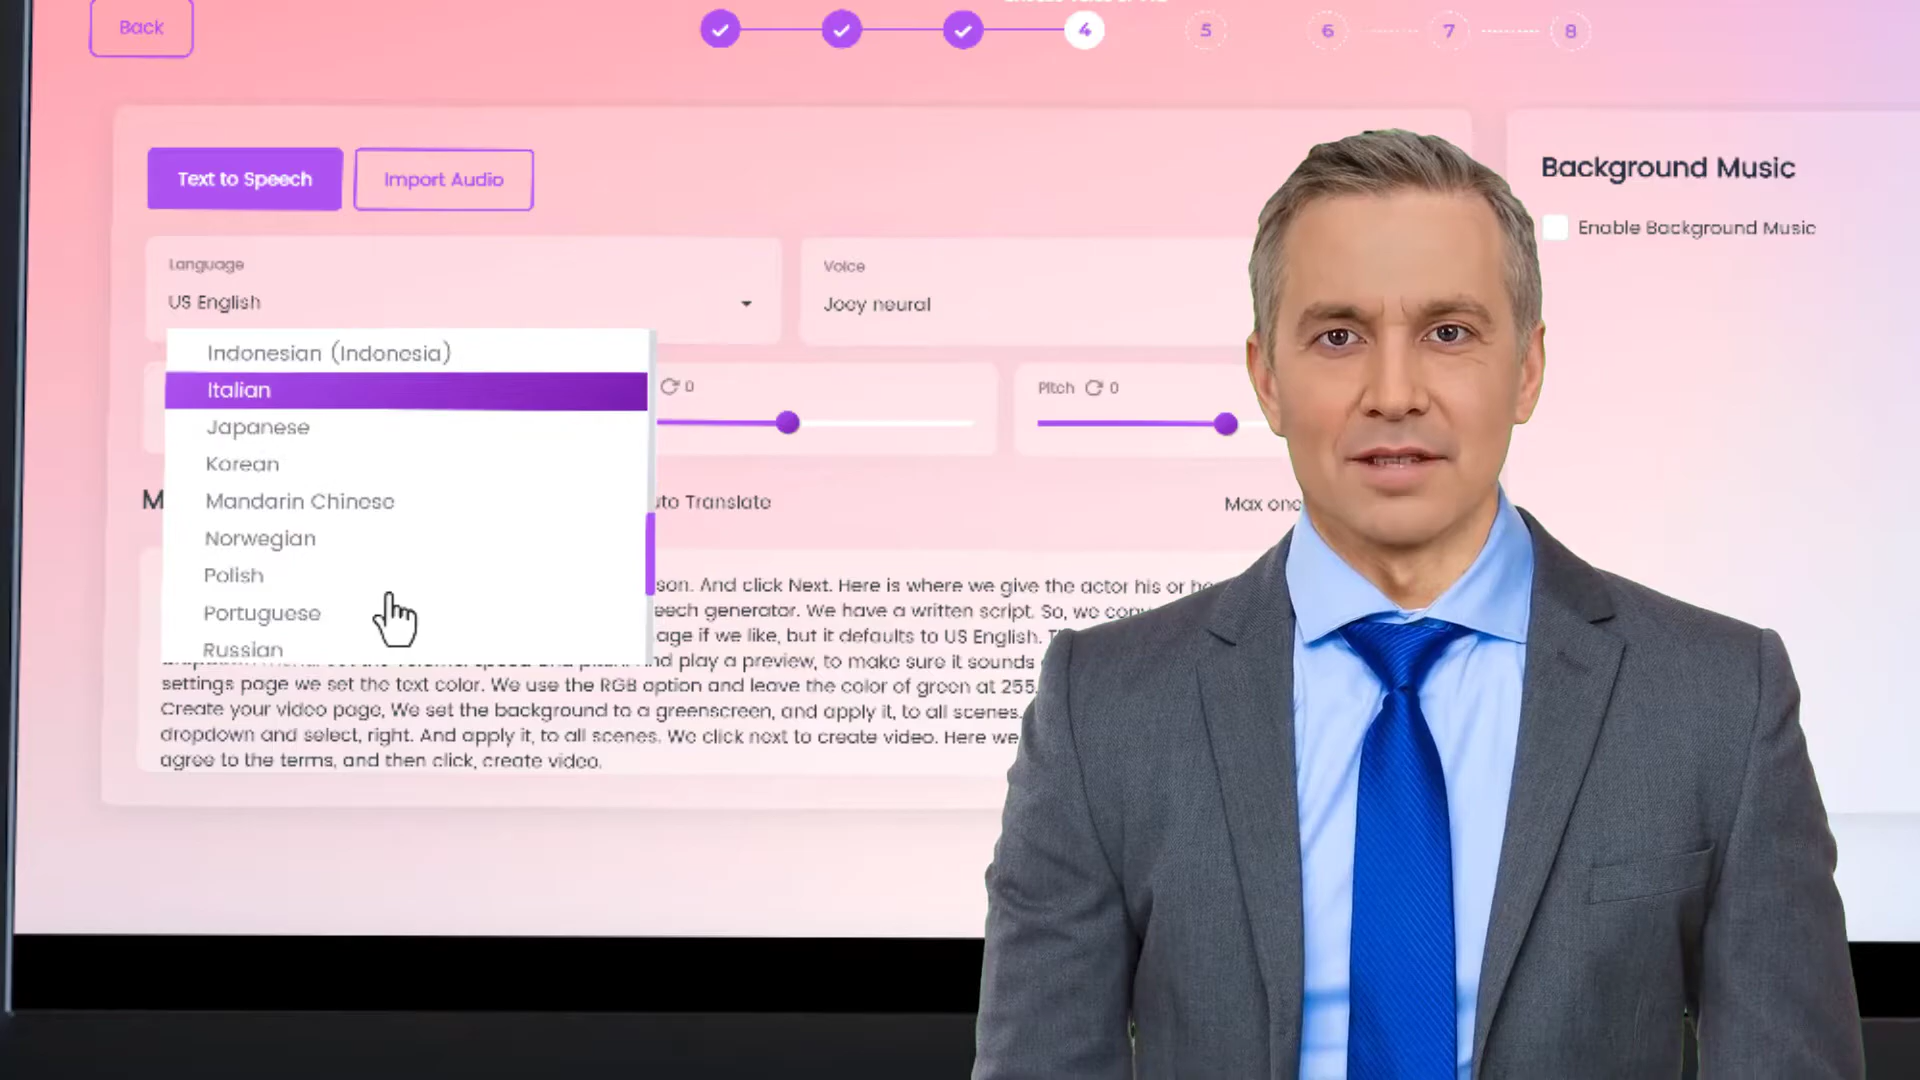 Back
4
5
6
7
8
Text to Speech
Import Audio
Background Music
Enable Background Music
Language
US English
Voice
Joey neural
Indonesian (Indonesia)
Italian
Japanese
Korean
Mandarin Chinese
Norwegian
Polish
Portuguese
Russian
0
Pitch
0
M
uto Translate
Max one
son. And click Next. Here is where we give the actor his or
eech generator. We have a written script. So, we
age if we like, but it defaults to US English.
nd play a preview, to make sure it sounds
settings page we set the text color. We use the RGB option and leave the color of green at 255.
Create your video page, We set the background to a greenscreen, and apply it, to all scenes.
dropdown and select, right. And apply it, to all scenes. We click next to create video. Here we
agree to the terms, and then click, create video.